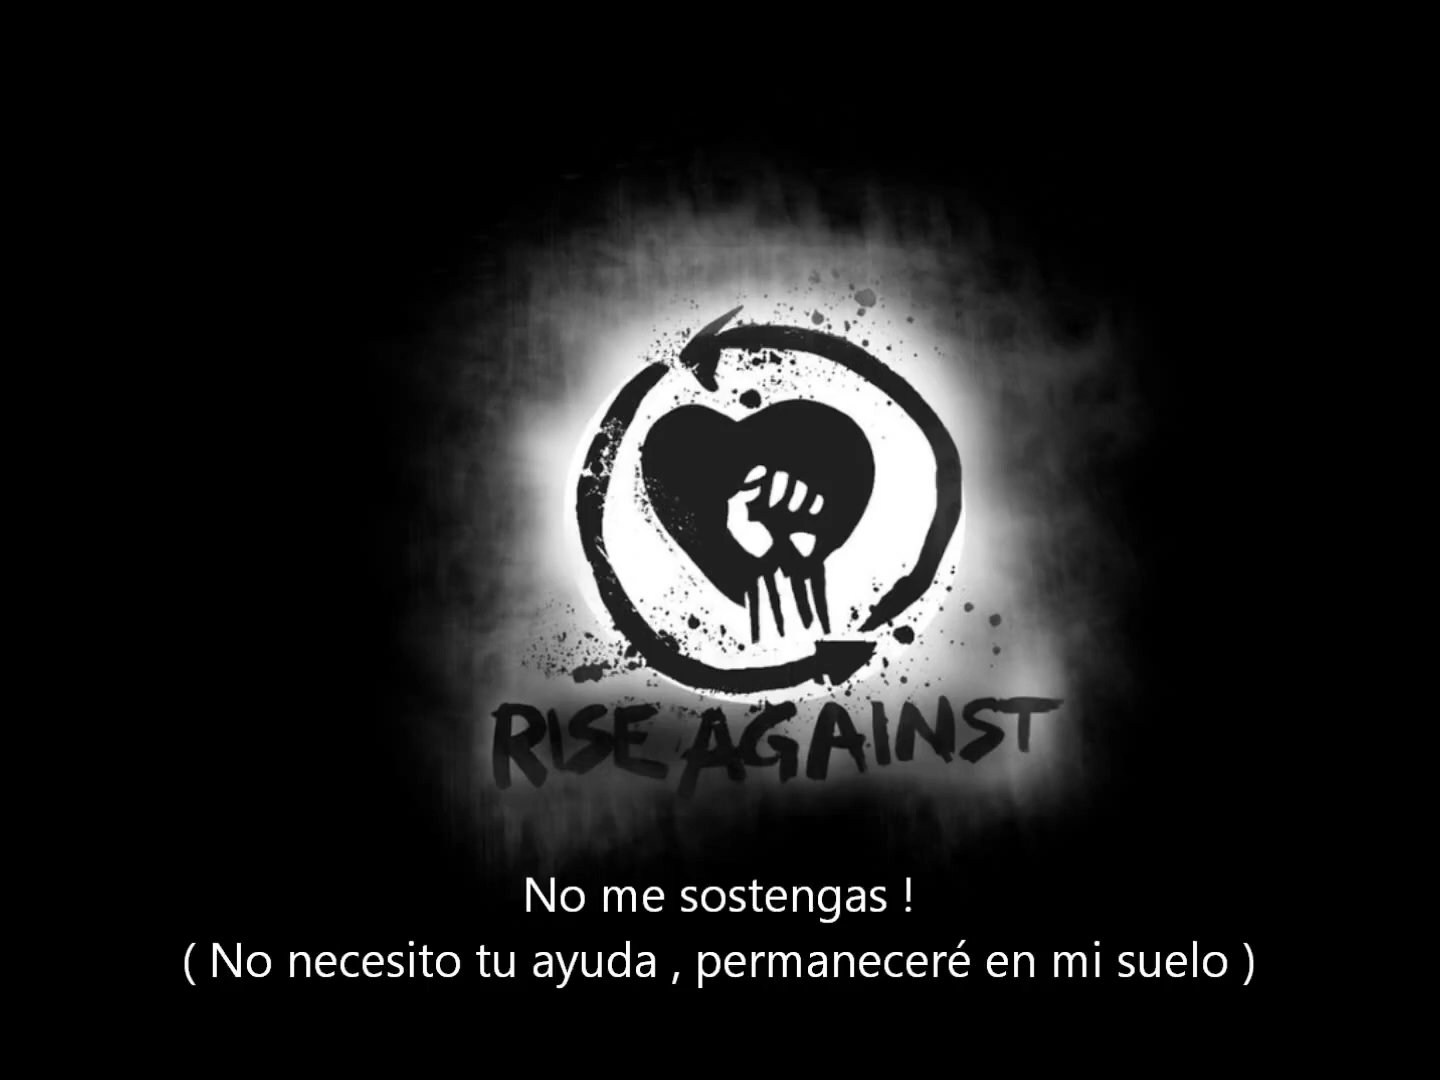 RISE AGAINST
No me sostengas !
( No necesito tu ayuda , permaneceré en mi suelo )